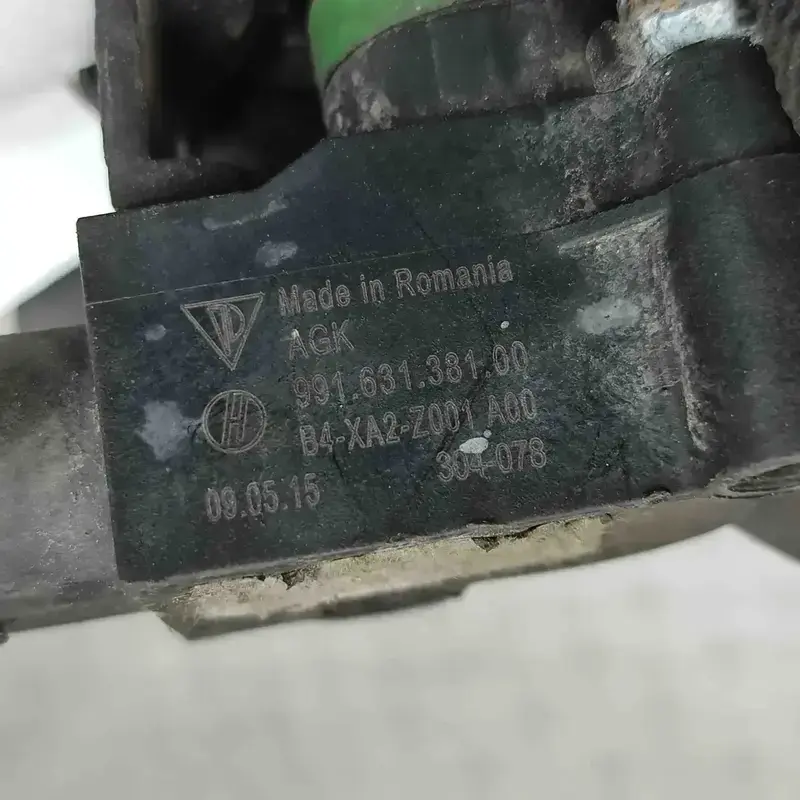 Made in Romania
AGK
991.631.381.00
B4-XA2-Z001 A00
304-078
09.05.15